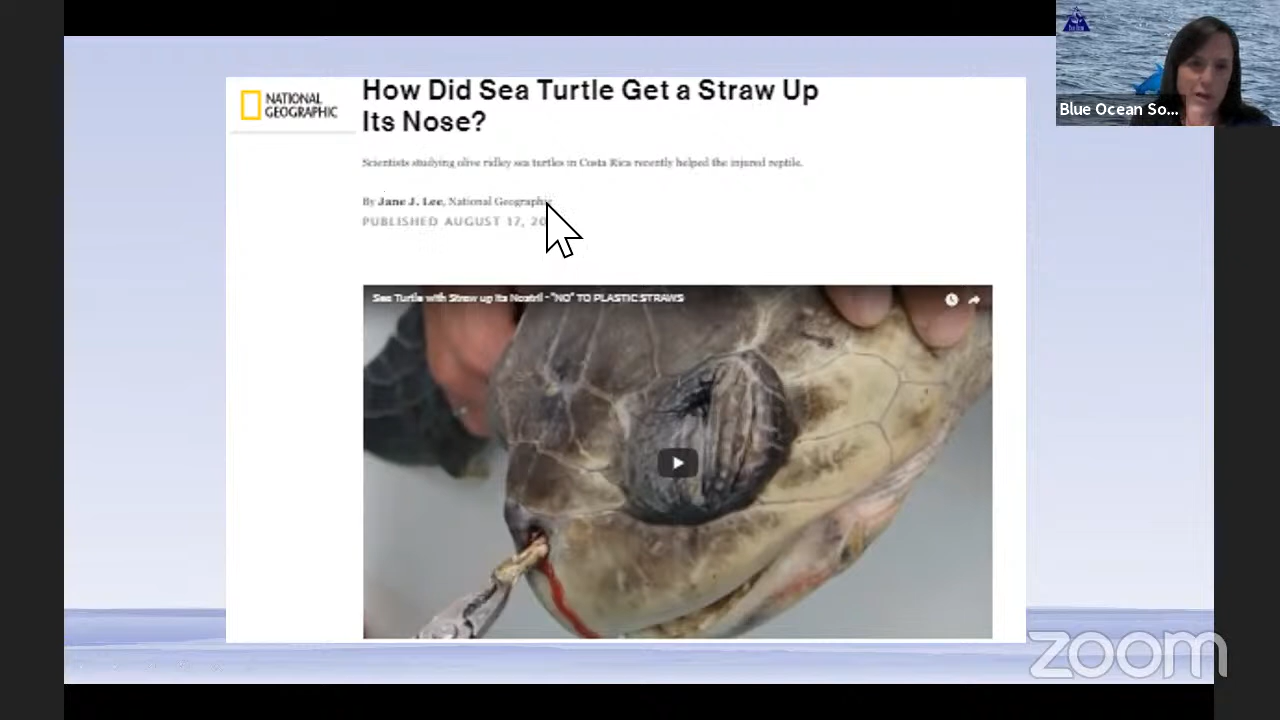 NATIONAL
GEOGRAPHIC
How Did Sea Turtle Get a Straw Up
Its Nose?
Scientists studying olive ridley sea turtles in Costa Rica recently helped the injured reptile.
By Jane J. Lee, National Geographic
PUBLISHED AUGUST 17, 20
Sea Turtle with Straw up its Nostril - "NO" TO PLASTIC STRAWS
Blue Ocean So...
zoom